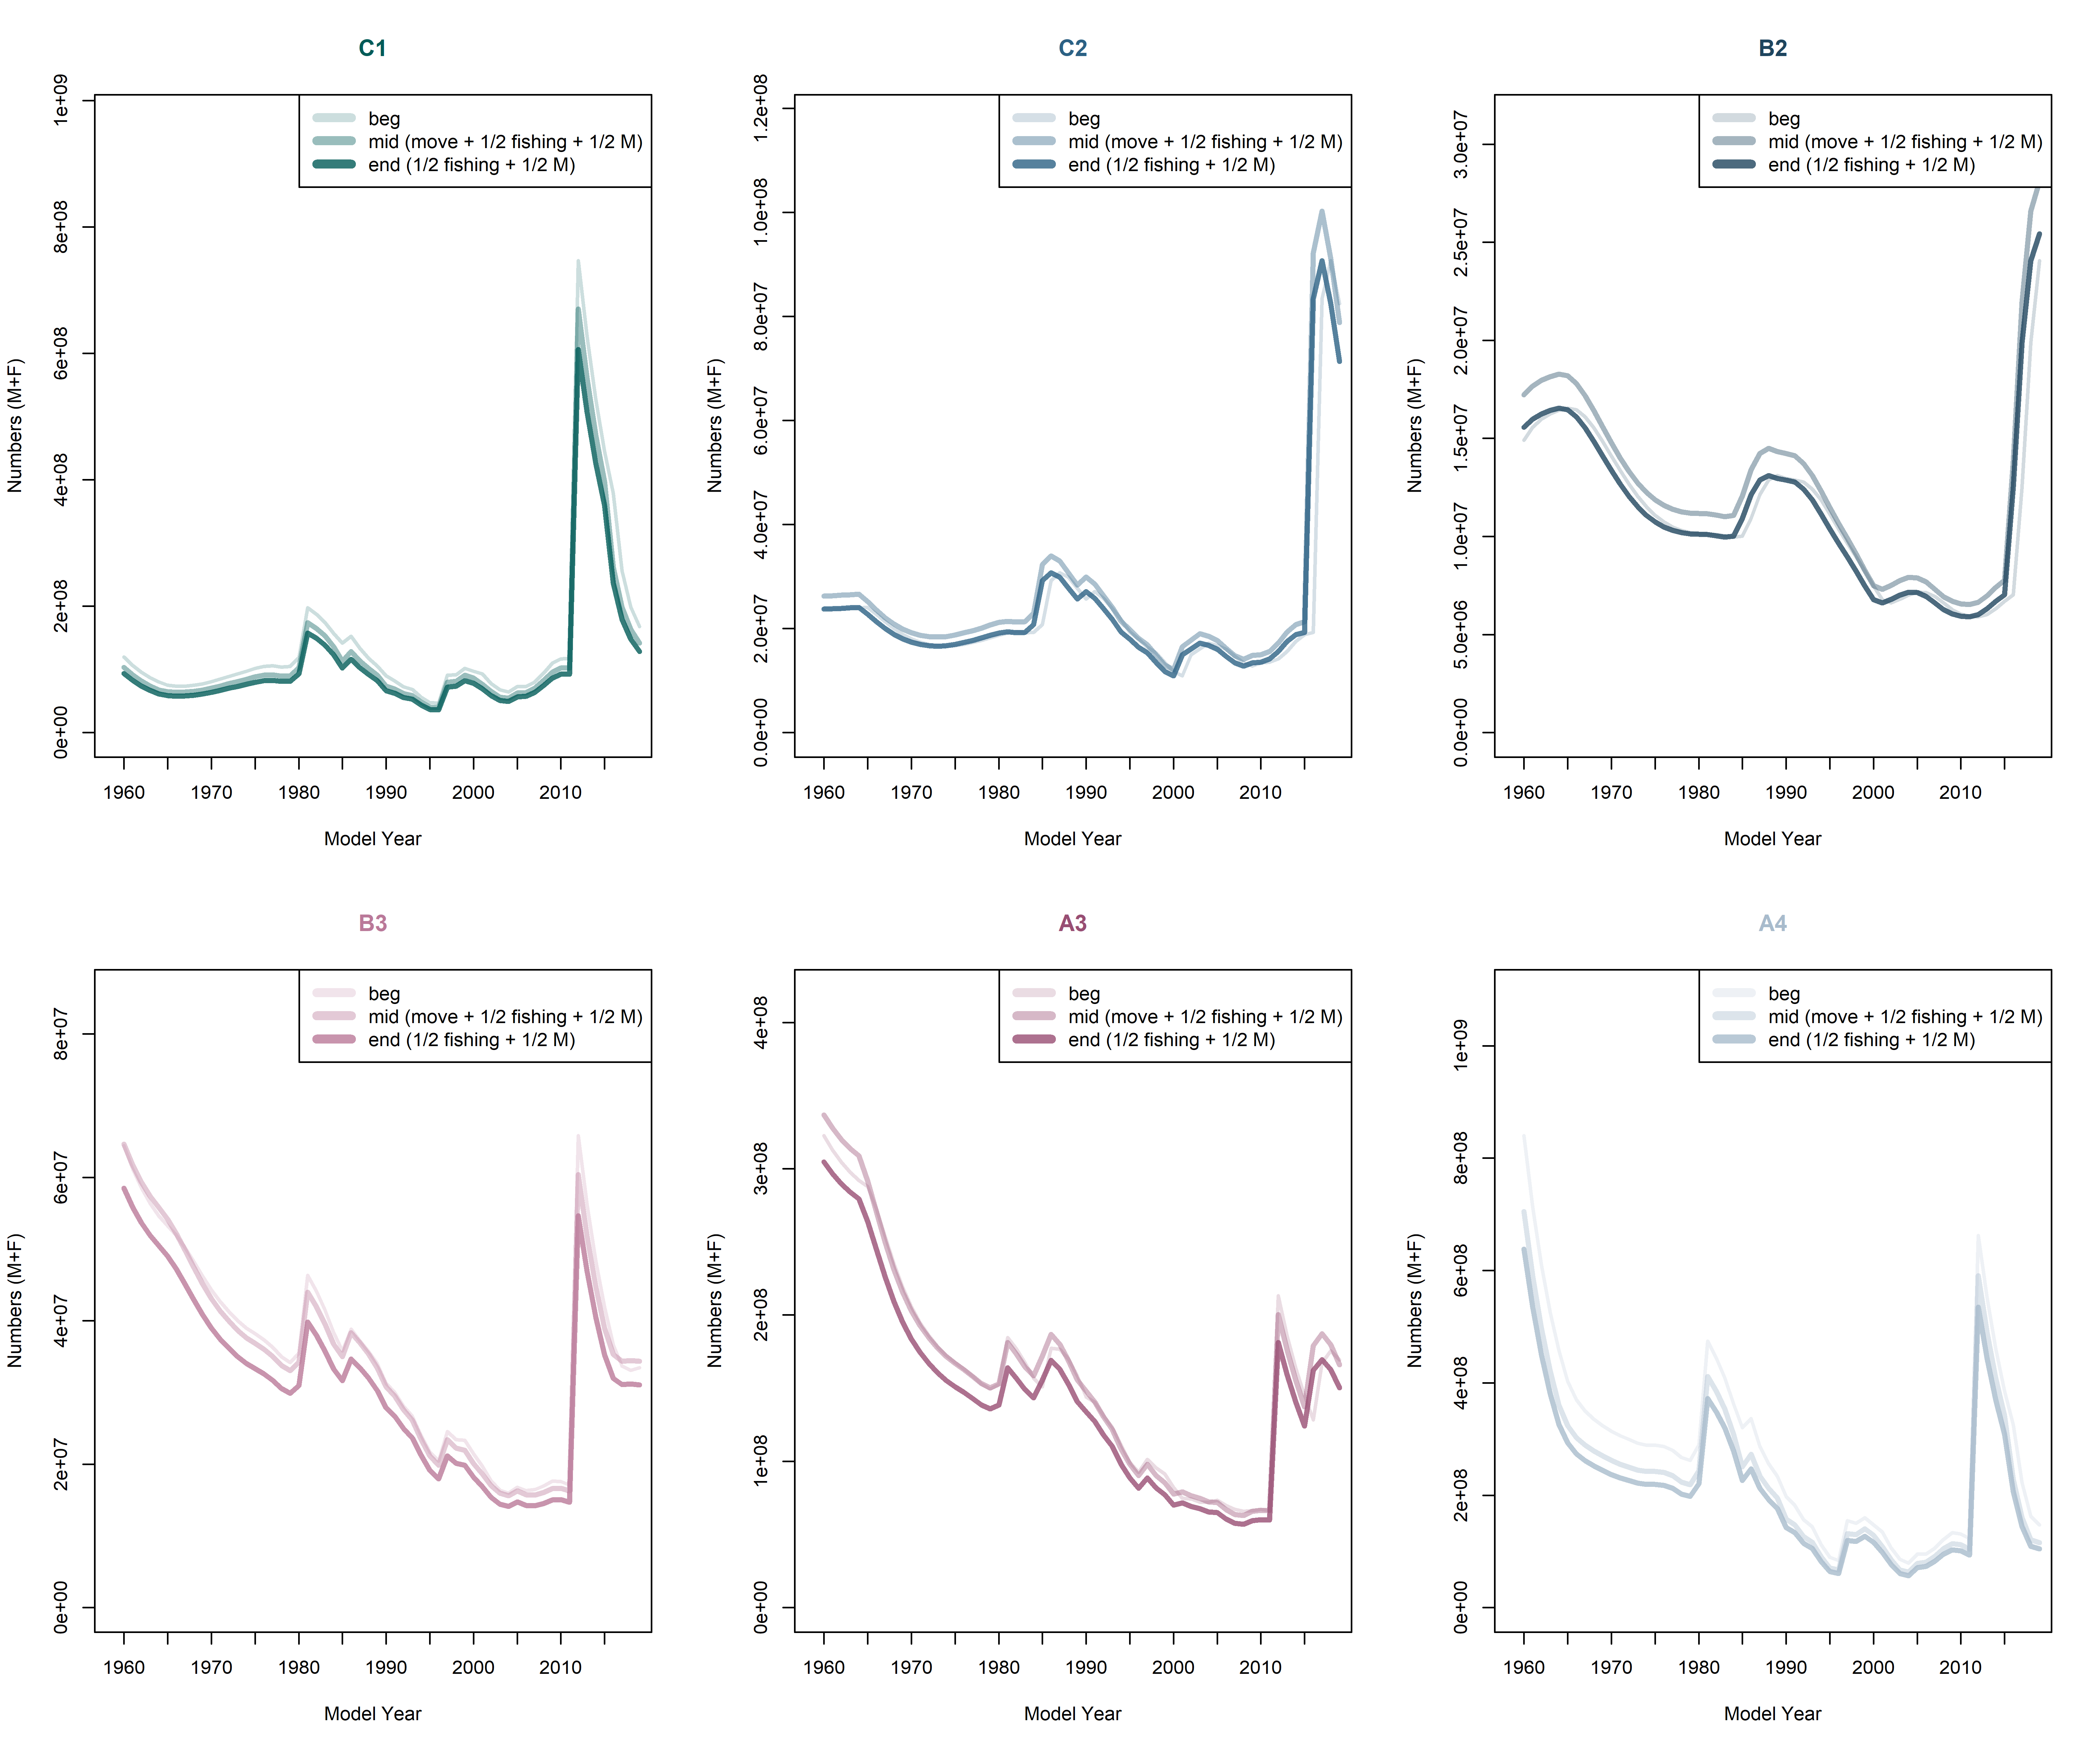 C1
beg
mid (move + 1/2 fishing + 1/2 M)
end (1/2 fishing + 1/2 M)
Numbers (M+F)
1e+09
8e+08
6e+08
4e+08
2e+08
0e+00
1960 1970 1980 1990 2000 2010
Model Year
C2
beg
mid (move + 1/2 fishing + 1/2 M)
end (1/2 fishing + 1/2 M)
Numbers (M+F)
1.2e+08
1.0e+08
8.0e+07
6.0e+07
4.0e+07
2.0e+07
0.0e+00
1960 1970 1980 1990 2000 2010
Model Year
B2
beg
mid (move + 1/2 fishing + 1/2 M)
end (1/2 fishing + 1/2 M)
Numbers (M+F)
3.0e+07
2.5e+07
2.0e+07
1.5e+07
1.0e+07
5.0e+06
0.0e+00
1960 1970 1980 1990 2000 2010
Model Year
B3
beg
mid (move + 1/2 fishing + 1/2 M)
end (1/2 fishing + 1/2 M)
Numbers (M+F)
8e+07
6e+07
4e+07
2e+07
0e+00
1960 1970 1980 1990 2000 2010
Model Year
A3
beg
mid (move + 1/2 fishing + 1/2 M)
end (1/2 fishing + 1/2 M)
Numbers (M+F)
4e+08
3e+08
2e+08
1e+08
0e+00
1960 1970 1980 1990 2000 2010
Model Year
A4
beg
mid (move + 1/2 fishing + 1/2 M)
end (1/2 fishing + 1/2 M)
Numbers (M+F)
1e+09
8e+08
6e+08
4e+08
2e+08
0e+00
1960 1970 1980 1990 2000 2010
Model Year